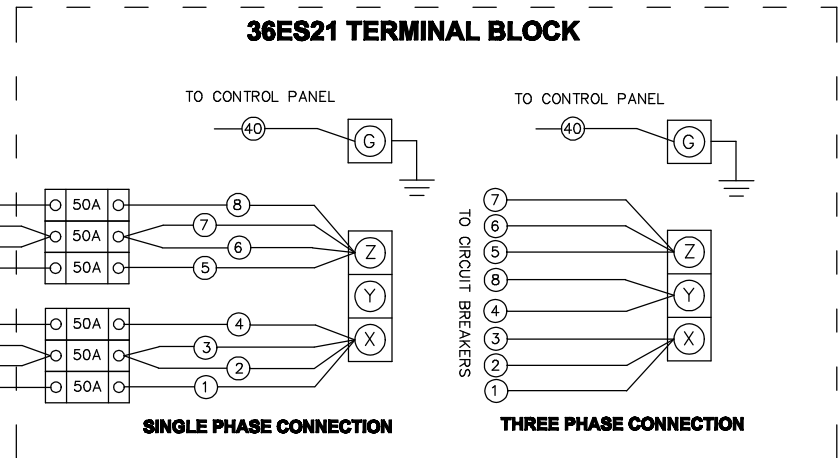 36ES21 TERMINAL BLOCK
TO CONTROL PANEL
40
G
50A
8
50A
7
6
50A
5
Z
Y
X
50A
4
50A
3
2
50A
1
SINGLE PHASE CONNECTION
TO CONTROL PANEL
40
G
TO CIRCUIT BREAKERS
7
6
5
8
4
3
2
1
Z
Y
X
THREE PHASE CONNECTION